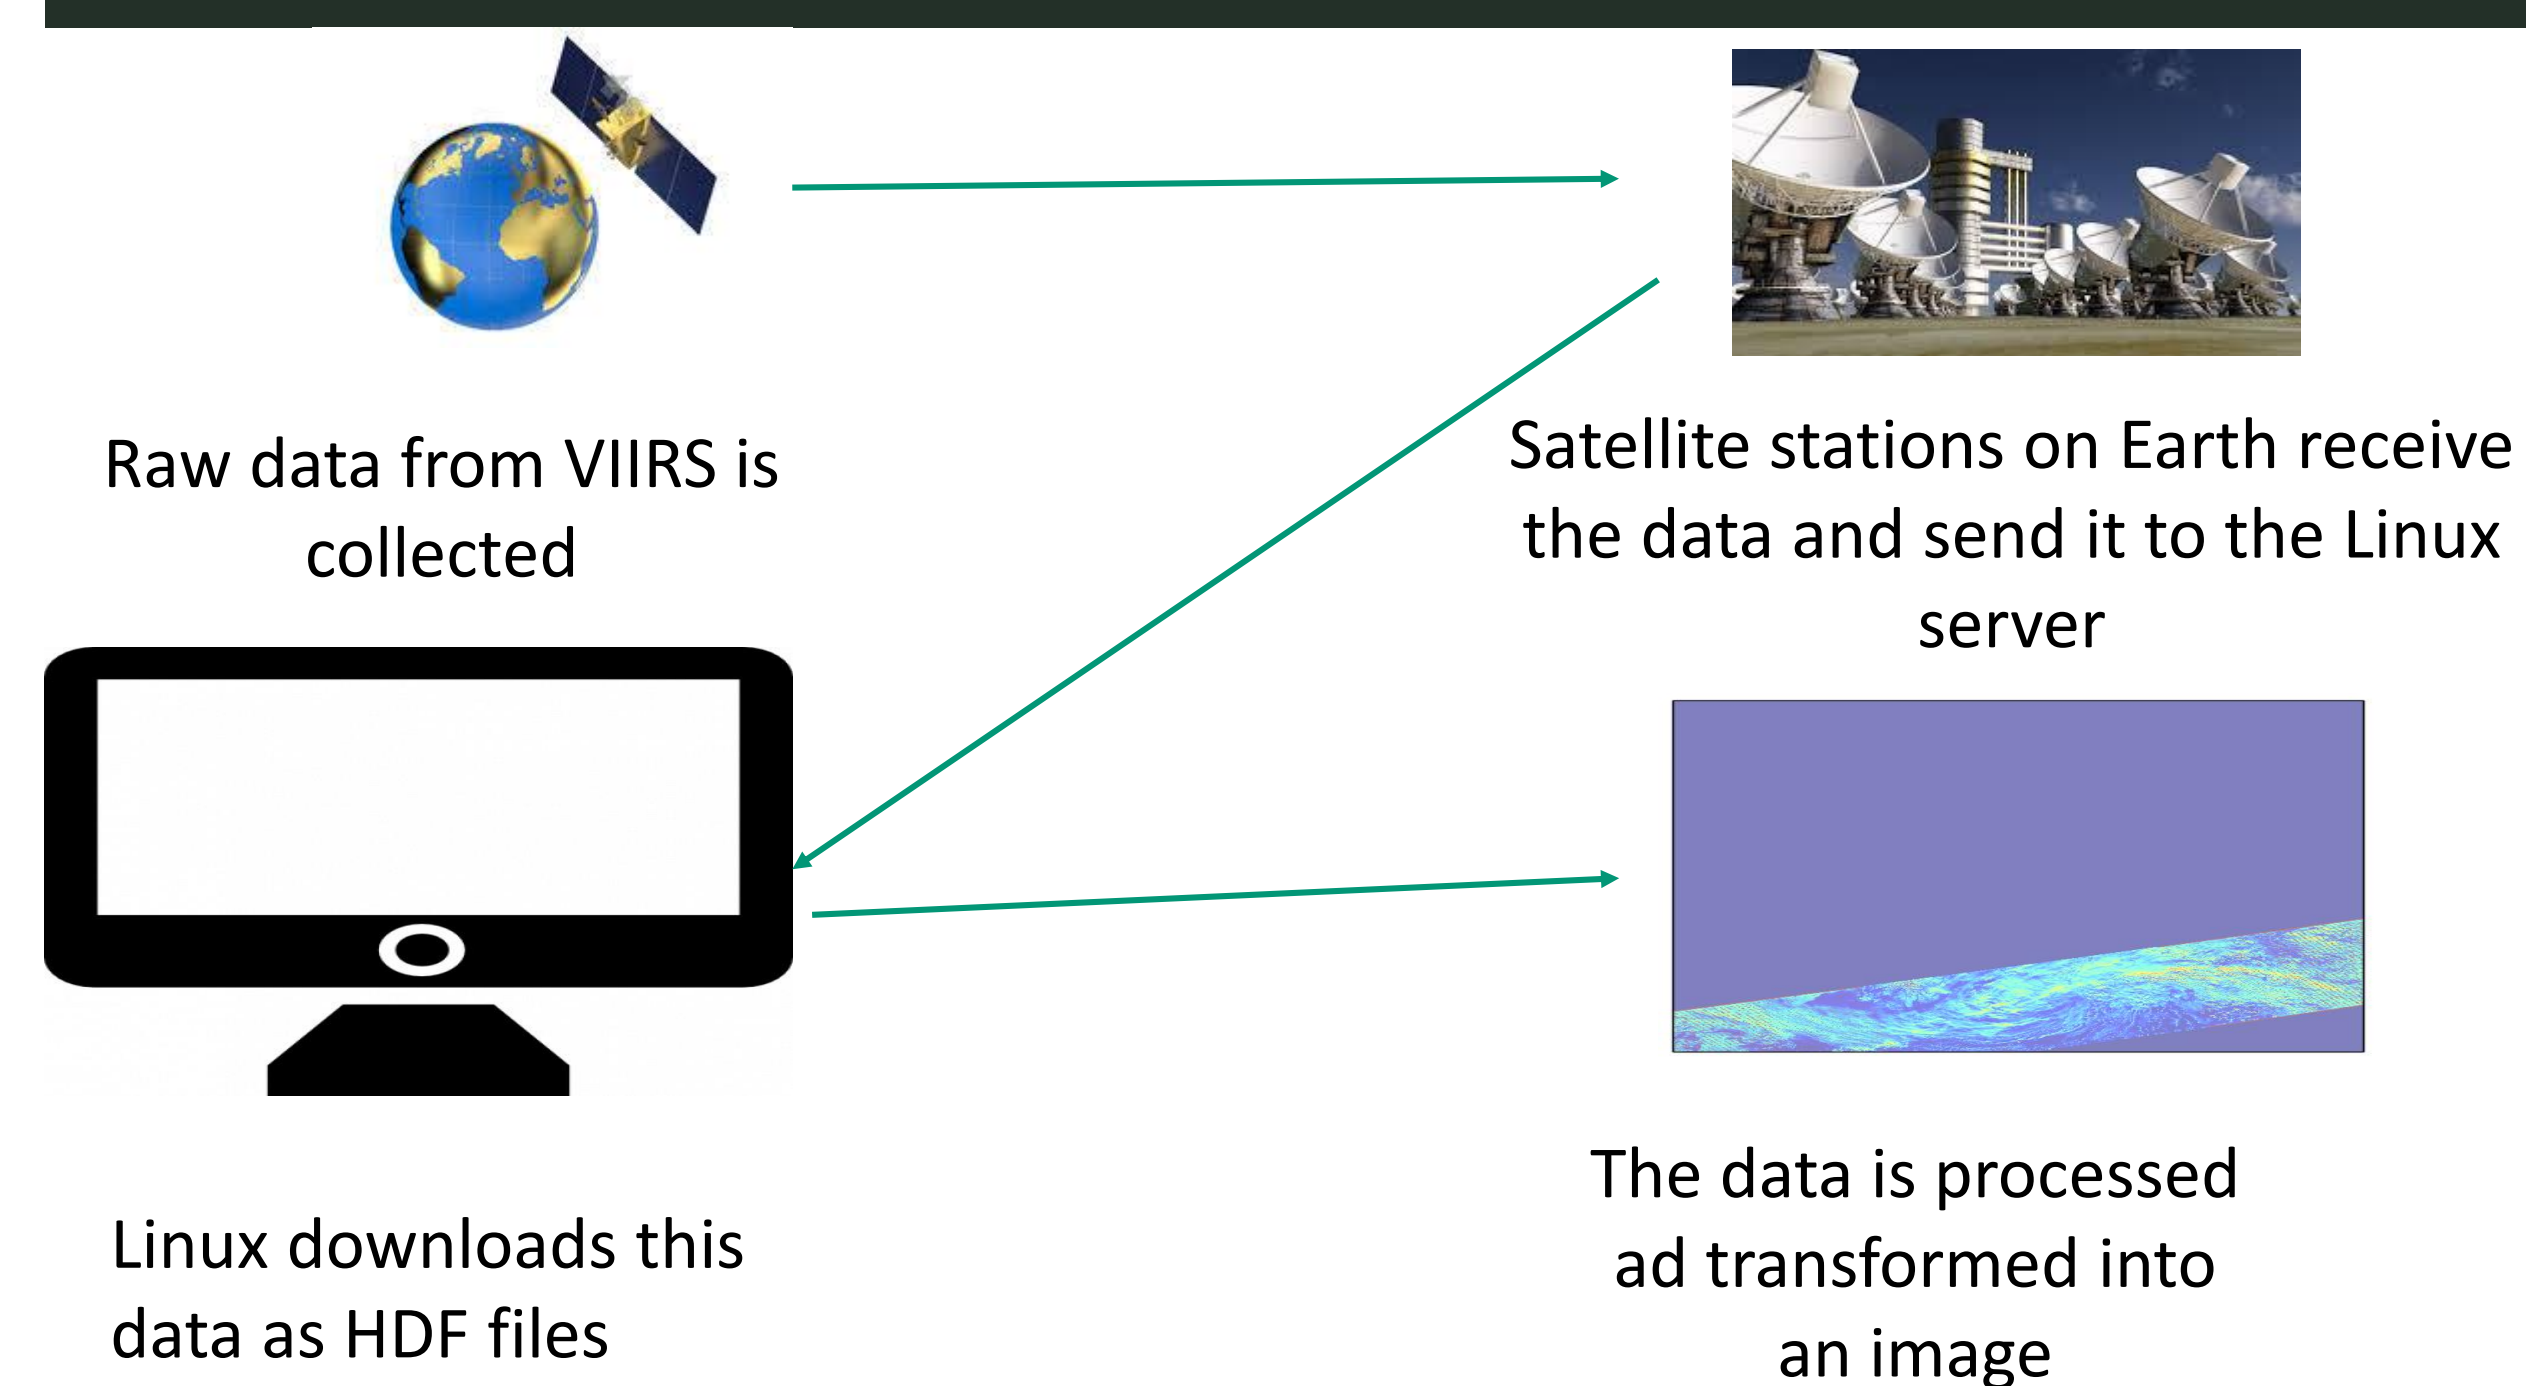 Raw data from VIIRS is
collected
Satellite stations on Earth receive
the data and send it to the Linux
server
Linux downloads this
data as HDF files
The data is processed
ad transformed into
an image